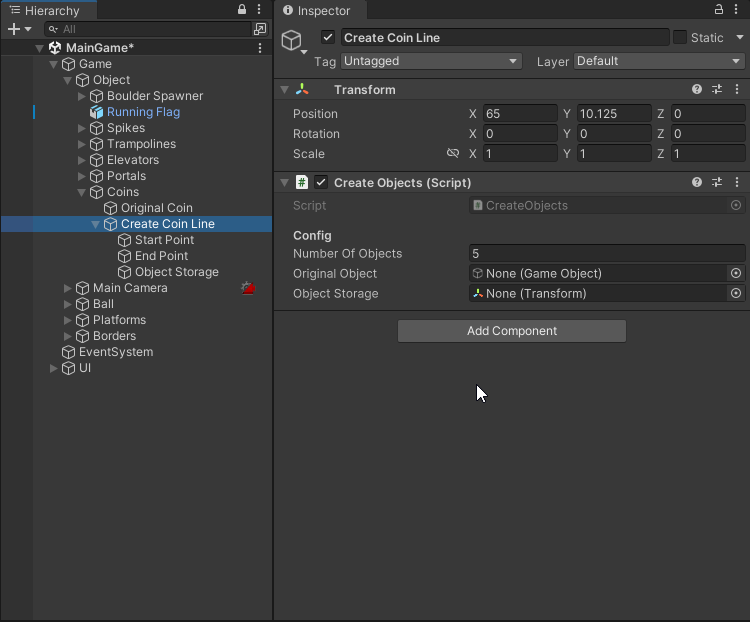 Hierarchy
All
MainGame*
Game
Object
Boulder Spawner
Running Flag
Spikes
Trampolines
Elevators
Portals
Coins
Original Coin
Create Coin Line
Start Point
End Point
Object Storage
Main Camera
Ball
Platforms
Borders
EventSystem
UI
Inspector
Create Coin Line Static
Tag Untagged Layer Default
Transform
Position X 65 Y 10.125 Z 0
Rotation X 0 Y 0 Z 0
Scale X 1 Y 1 Z 1
# Create Objects (Script)
Script # CreateObjects
Config
Number Of Objects 5
Original Object None (Game Object)
Object Storage None (Transform)
Add Component